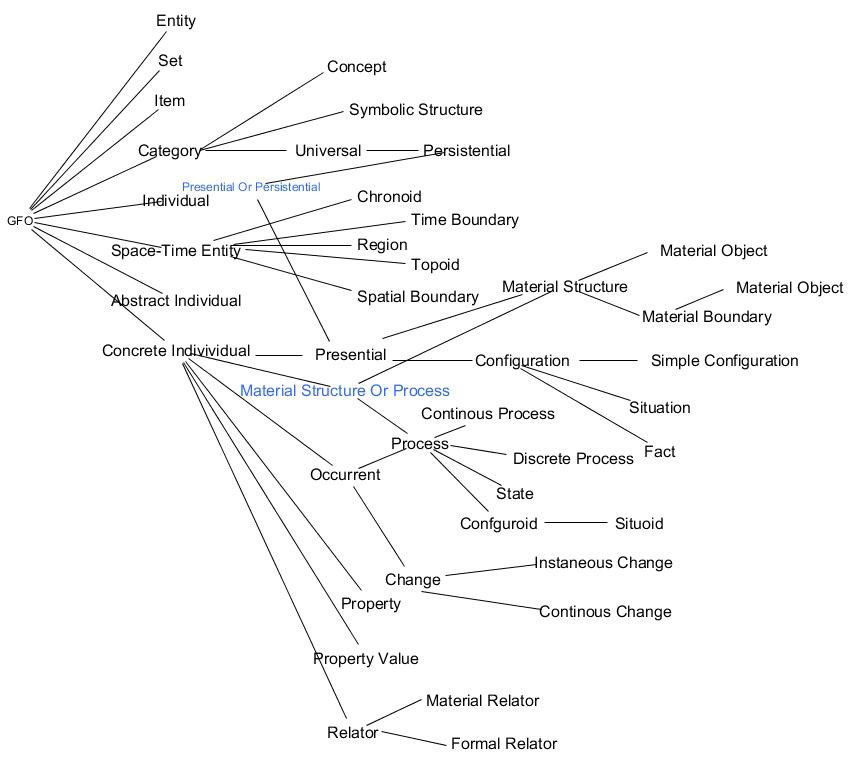 Entity
Set
Concept
Item
Symbolic Structure
Category
Universal
Persistential
Presential Or Persistential
Individual
Chronoid
GFO
Time Boundary
Space-Time Entity
Region
Material Object
Topoid
Material Structure
Material Object
Abstract Individual
Spatial Boundary
Material Boundary
Concrete Indivividual
Presential
Configuration
Simple Configuration
Material Structure Or Process
Situation
Continous Process
Process
Fact
Discrete Process
Occurrent
State
Confguroid
Situoid
Instaneous Change
Change
Property
Continous Change
Property Value
Material Relator
Relator
Formal Relator